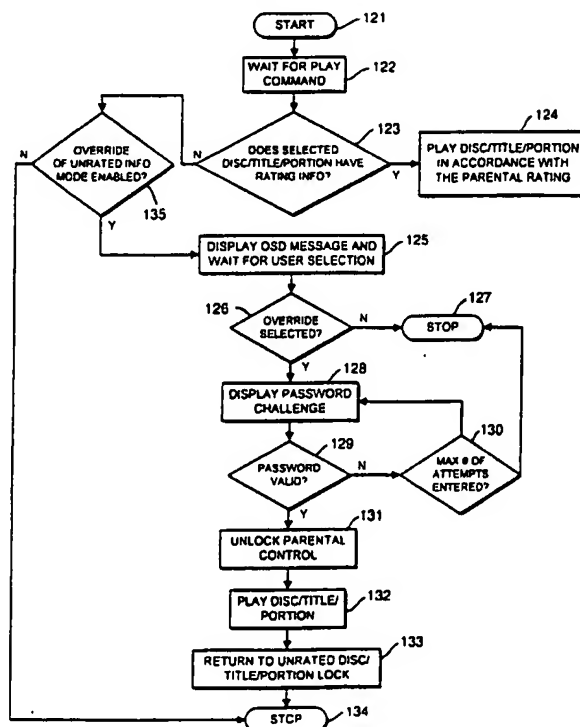 START
121
WAIT FOR PLAY
COMMAND
122
123
124
OVERRIDE
OF UNRATED INFO
MODE ENABLED?
N
DOES SELECTED
DISC/TITLE/PORTION HAVE
RATING INFO?
Y
PLAY DISC/TITLE/PORTION
IN ACCORDANCE WITH
THE PARENTAL RATING
N
135
Y
DISPLAY OSD MESSAGE AND
WAIT FOR USER SELECTION
125
126
127
OVERRIDE
SELECTED?
N
STOP
Y
128
DISPLAY PASSWORD
CHALLENGE
129
130
PASSWORD
VALID?
N
MAX # OF
ATTEMPTS
ENTERED?
Y
131
UNLOCK PARENTAL
CONTROL
PLAY DISC/TITLE/
PORTION
132
133
RETURN TO UNRATED DISC/
TITLE/PORTION LOCK
STCP
134